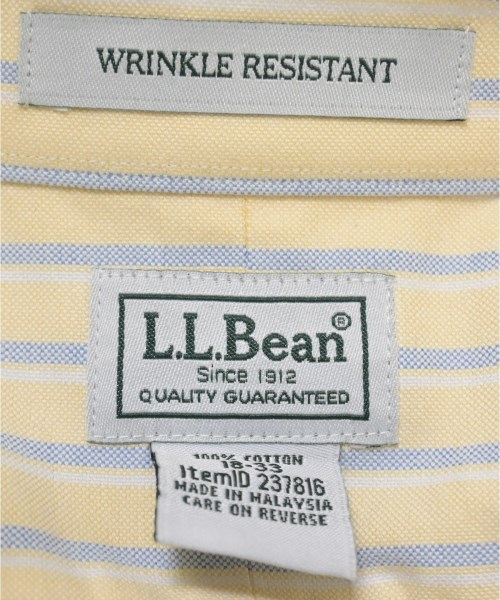 WRINKLE RESISTANT
L.L.Bean®
Since 1912
QUALITY GUARANTEED
100% COTTON
18-33
ItemID 237816
MADE IN MALAYSIA
CARE ON REVERSE